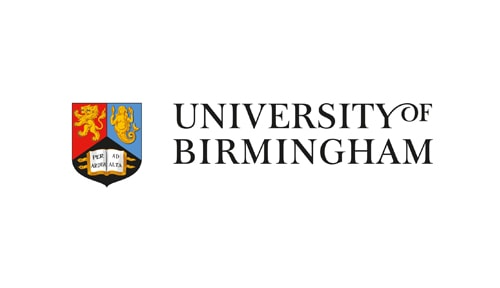 PER AD
ARDUA ALTA
UNIVERSITY OF
BIRMINGHAM